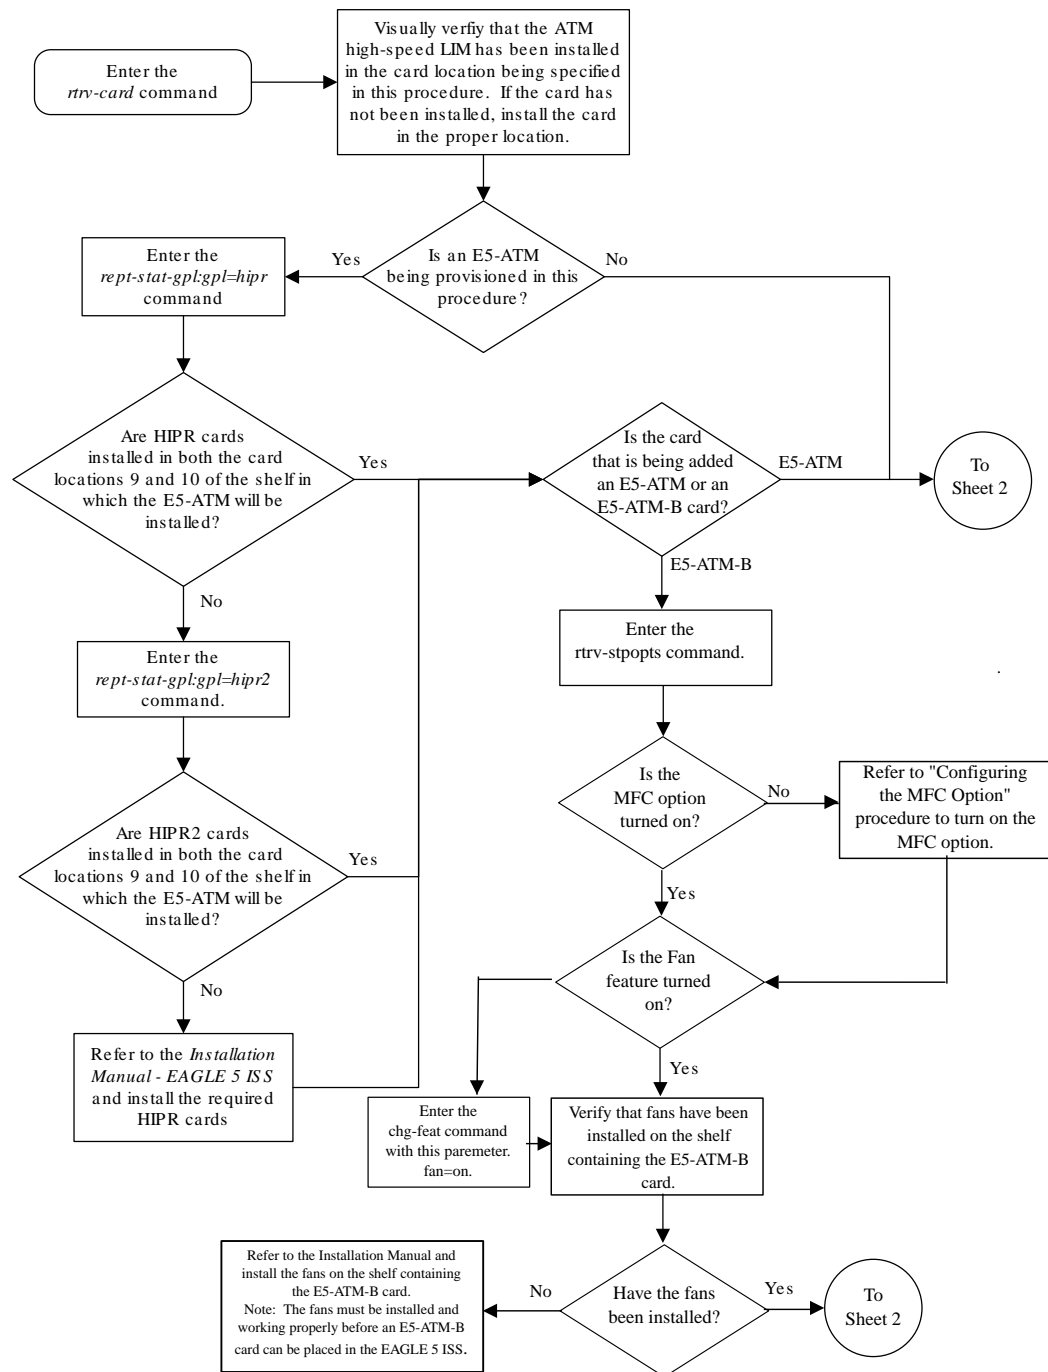 Enter the
rtrv-card command
Visually verfiy that the ATM
high-speed LIM has been installed
in the card location being specified
in this procedure.  If the card has
not been installed, install the card
in the proper location.
Enter the
rept-stat-gpl:gpl=hipr
command
Yes
Is an E5-ATM
being provisioned in this
procedure?
No
Are HIPR cards
installed in both the card
locations 9 and 10 of the shelf in
which the E5-ATM will be
installed?
Yes
No
Is the card
that is being added
an E5-ATM or an
E5-ATM-B card?
E5-ATM
To
Sheet 2
E5-ATM-B
Enter the
rept-stat-gpl:gpl=hipr2
command.
Enter the
rtrv-stpopts command.
.
Are HIPR2 cards
installed in both the card
locations 9 and 10 of the shelf in
which the E5-ATM will be
installed?
Yes
No
Is the
MFC option
turned on?
No
Yes
Refer to "Configuring
the MFC Option"
procedure to turn on the
MFC option.
Refer to the Installation
Manual - EAGLE 5 ISS
and install the required
HIPR cards
Is the Fan
feature turned
on?
Yes
Enter the
chg-feat command
with this paremeter.
fan=on.
Verify that fans have been
installed on the shelf
containing the E5-ATM-B
card.
Refer to the Installation Manual and
install the fans on the shelf containing
the E5-ATM-B card.
Note:  The fans must be installed and
working properly before an E5-ATM-B
card can be placed in the EAGLE 5 ISS.
No
Have the fans
been installed?
Yes
To
Sheet 2